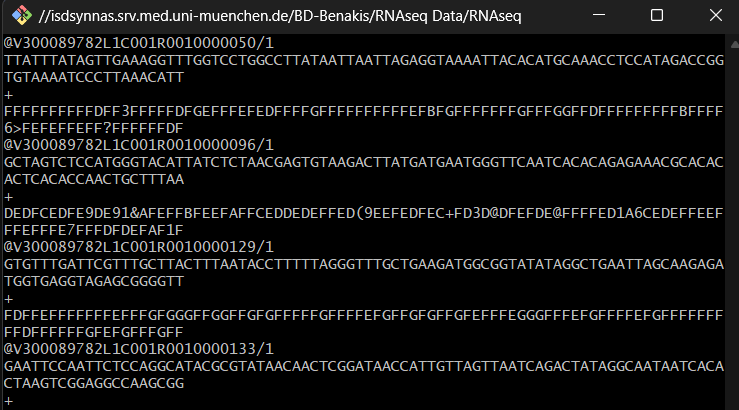 //isdsynnas.srv.med.uni-muenchen.de/BD-Benakis/RNAseq Data/RNAseq
@V300089782L1C001R0010000050/1
TTATTTATAGTTGAAAGGTTTGGTCCTGGCCTTATAATTAATTAGAGGTAAAATTACACATGCAAACCTCCATAGACCGG
TGTAAAATCCCTTAAACATT
+
FFFFFFFFFFDFF3FFFFFDFGEFFFEFEDFFFFGFFFFFFFFFFEFBFGFFFFFFFGFFFGGFFDFFFFFFFFFBFFFF
6>FEFEFFEFF?FFFFFFDF
@V300089782L1C001R0010000096/1
GCTAGTCTCCATGGGTACATTATCTCTAACGAGTGTAAGACTTATGATGAATGGGTTCAATCACACAGAGAAACGCACAC
ACTCACACCAACTGCTTTAA
+
DEDFCEDFE9DE91&AFEFFBFEEFAFFCEDDEDEFFED(9EEFEDFEC+FD3D@DFEFDE@FFFFED1A6CEDEFFEEF
FFEFFFE7FFFDFDEFAF1F
@V300089782L1C001R0010000129/1
GTGTTTGATTCGTTTGCTTACTTTAATACCTTTTTAGGGTTTGCTGAAGATGGCGGTATATAGGCTGAATTAGCAAGAGA
TGGTGAGGTAGAGCGGGGTT
+
FDFFEFFFFFFFEFFFGFGGGFFGGFFGFGFFFFFGFFFFEFGFFGFGFFGFEFFFEGGGFFFEFGFFFFEFGFFFFFFF
FFDFFFFFFGFEFGFFFGFF
@V300089782L1C001R0010000133/1
GAATTCCAATTCTCCAGGCATACGCGTATAACAACTCGGATAACCATTGTTAGTTAATCAGACTATAGGCAATAATCACA
CTAAGTCGGAGGCCAAGCGG
+